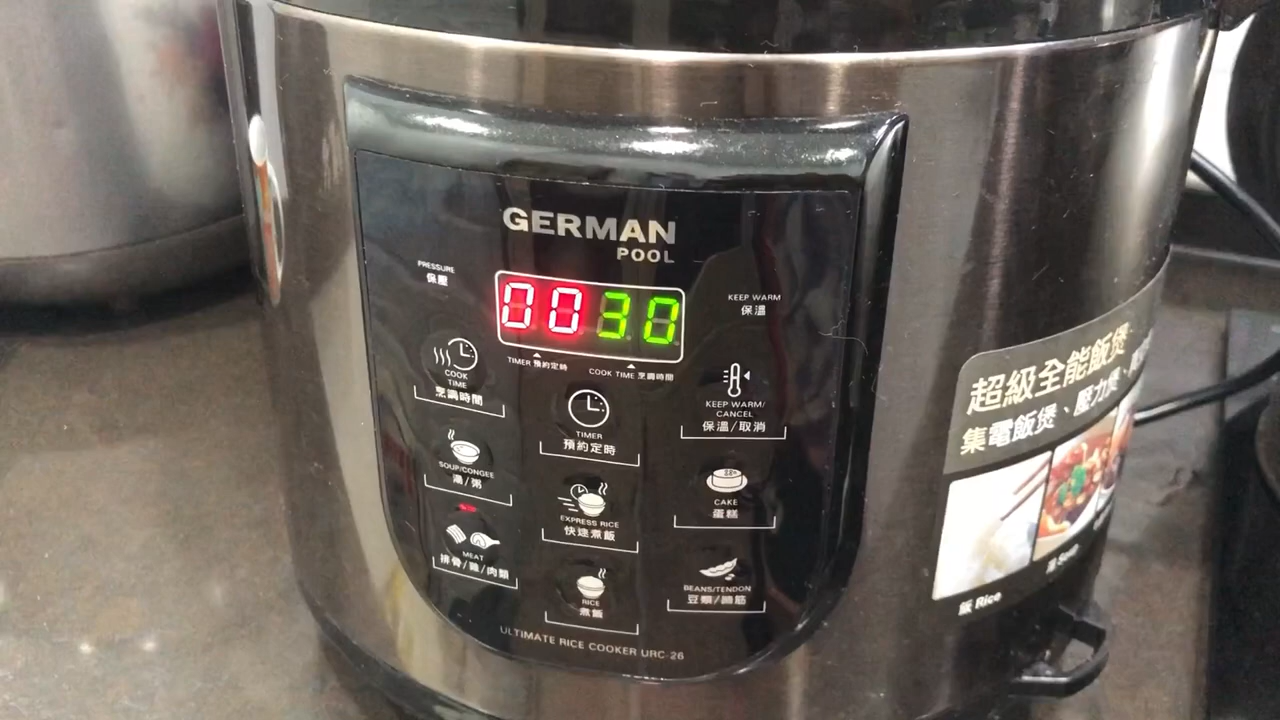 GERMAN
POOL
PRESSURE
保壓
00 30
KEEP WARM
保溫
TIMER 預約定時
COOK TIME 烹調時間
COOK
TIME
烹調時間
TIMER
預約定時
KEEP WARM/
CANCEL
保溫/取消
SOUP/CONGEE
湯/粥
EXPRESS RICE
快速煮飯
CAKE
蛋糕
MEAT
排骨/雞/肉類
RICE
煮飯
BEANS/TENDON
豆類/蹄筋
ULTIMATE RICE COOKER URC-26
超級全能飯煲
集電飯煲、壓力煲、
飯 Rice
湯 Soup